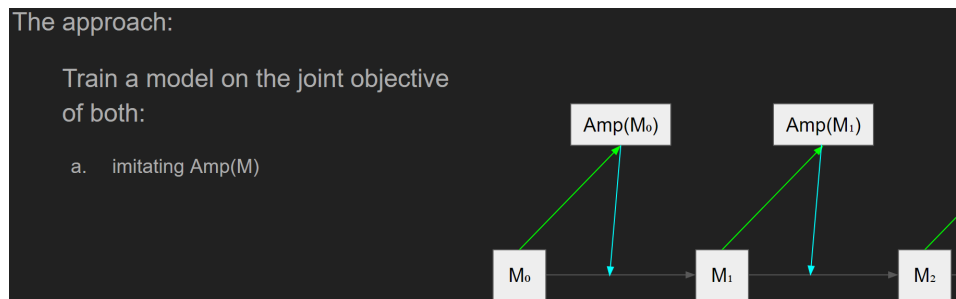 The approach:
Train a model on the joint objective
of both:
a. imitating Amp(M)
Amp(M₀)
Amp(M₁)
M₀
M₁
M₂